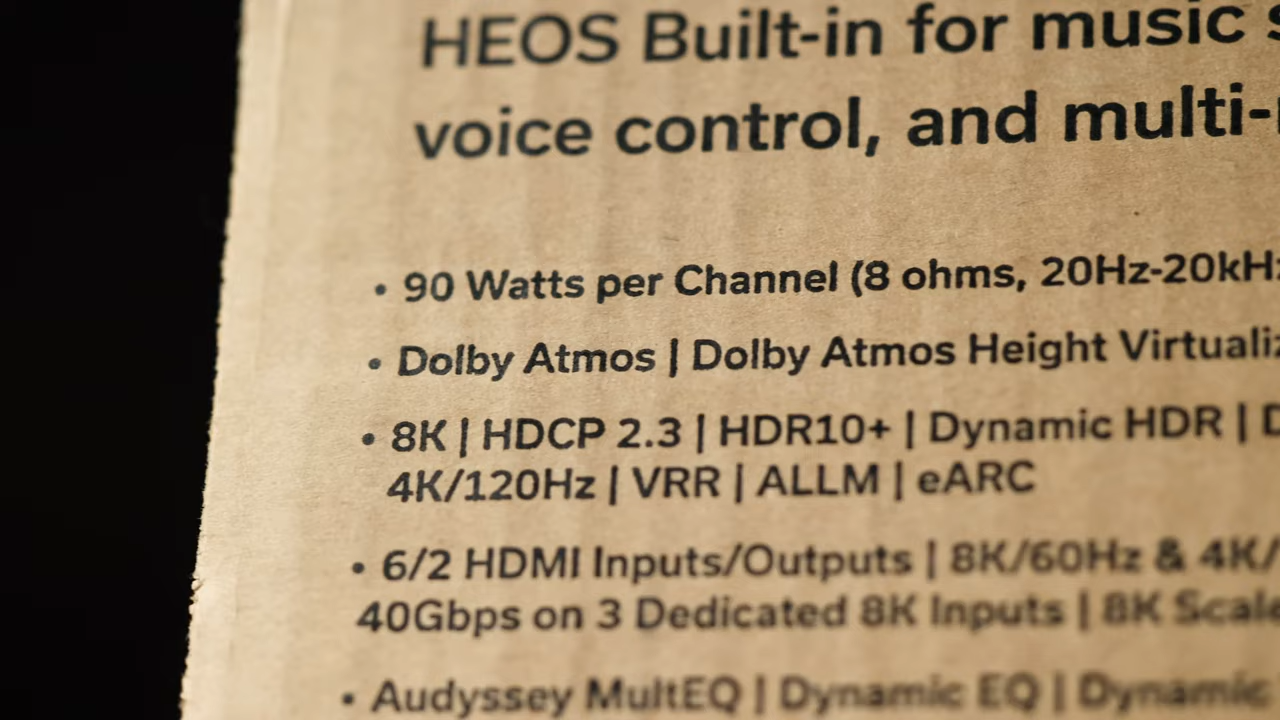 HEOS Built-in for music
voice control, and multi-
• 90 Watts per Channel (8 ohms, 20Hz-20kHz
• Dolby Atmos | Dolby Atmos Height Virtualiz
• 8K | HDCP 2.3 | HDR10+ | Dynamic HDR | D
4K/120Hz | VRR | ALLM | eARC
• 6/2 HDMI Inputs/Outputs | 8K/60Hz & 4K/
40Gbps on 3 Dedicated 8K Inputs | 8K Scale
• Audyssey MultEQ | Dynamic EQ | Dynamic